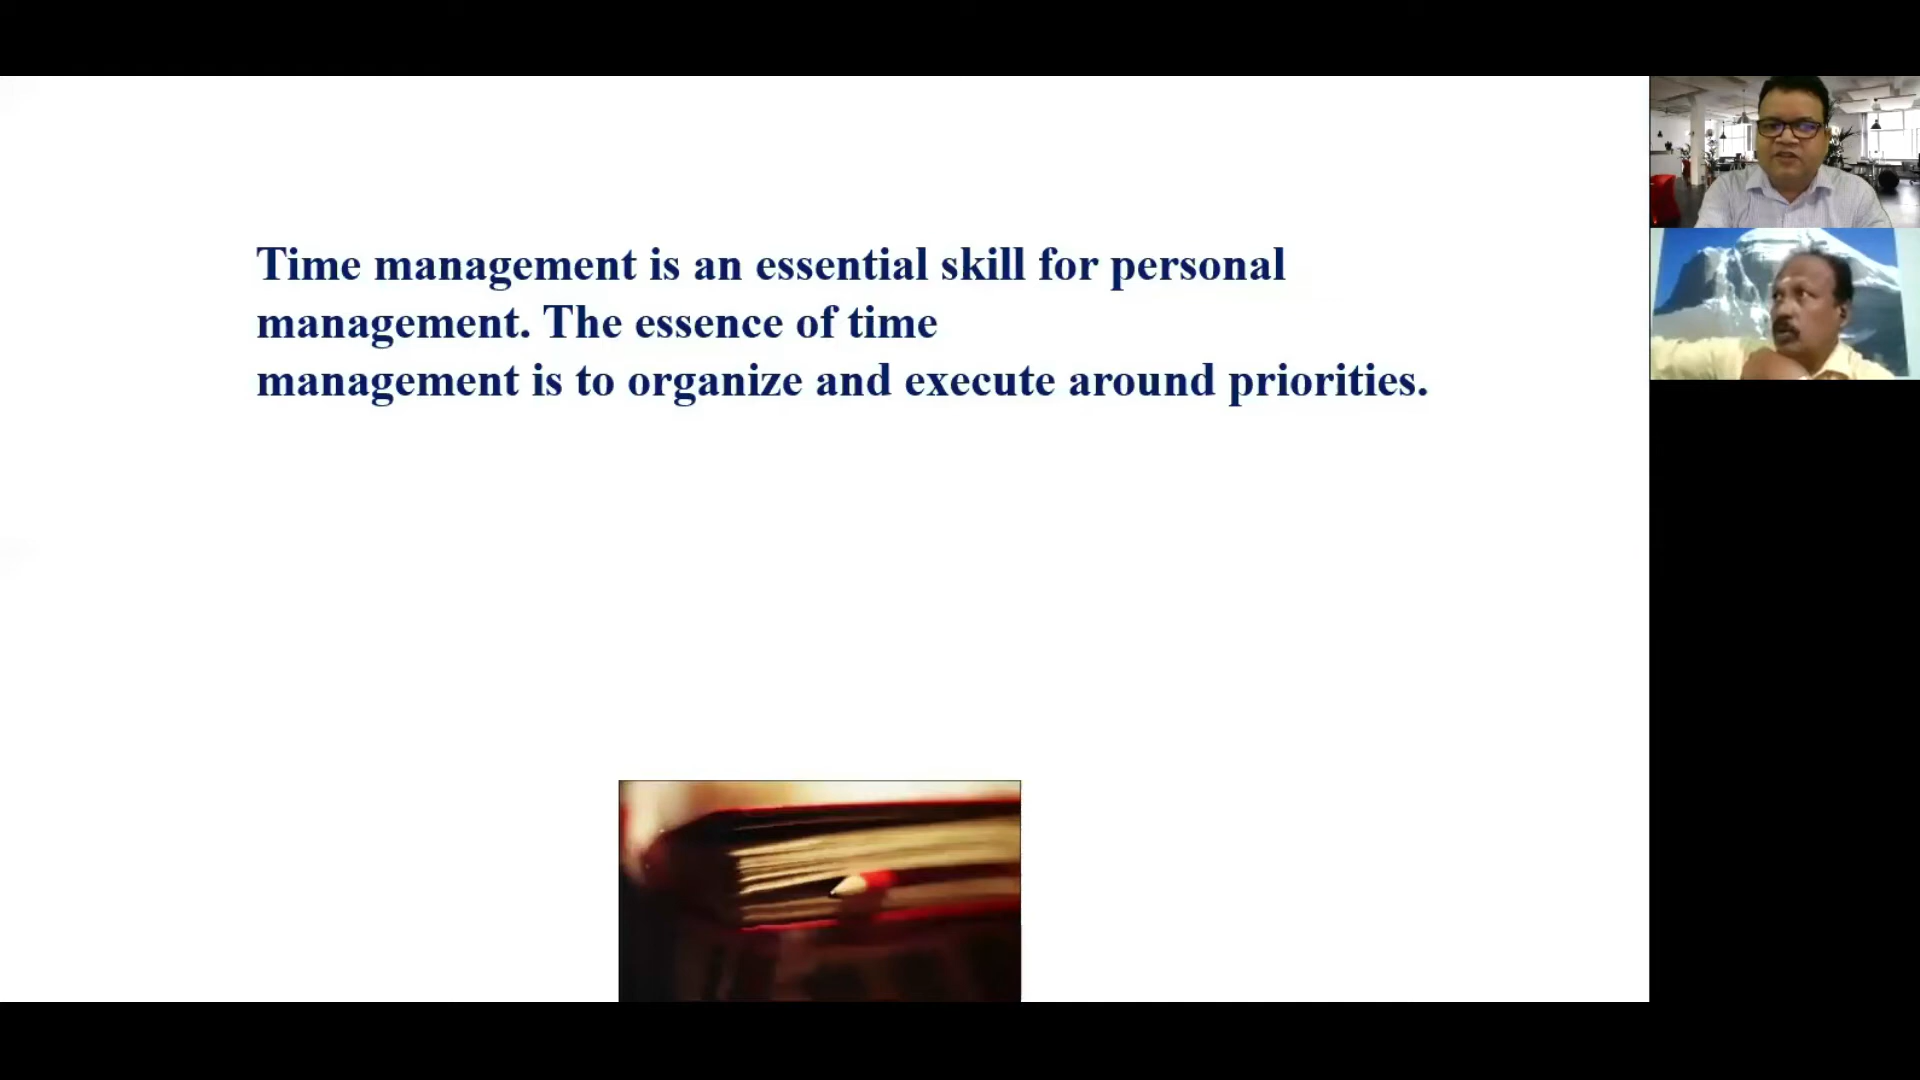 Time management is an essential skill for personal
management. The essence of time
management is to organize and execute around priorities.